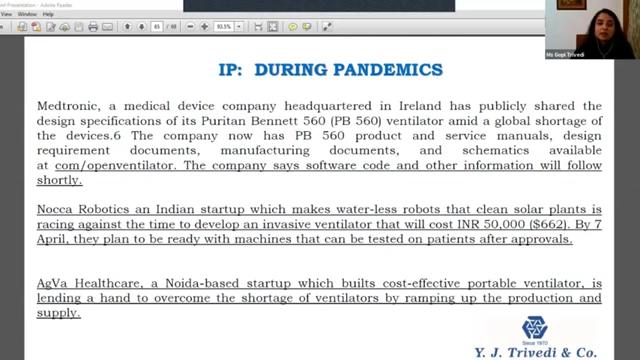 Window Help
65 / 68
93.5%
Ms Gopi Trivedi
IP: DURING PANDEMICS
Medtronic, a medical device company headquartered in Ireland has publicly shared the
design specifications of its Puritan Bennett 560 (PB 560) ventilator amid a global shortage of
the devices.6 The company now has PB 560 product and service manuals, design
requirement documents, manufacturing documents, and schematics available
at com/openventilator. The company says software code and other information will follow
shortly.
Nocca Robotics an Indian startup which makes water-less robots that clean solar plants is
racing against the time to develop an invasive ventilator that will cost INR 50,000 ($662). By 7
April, they plan to be ready with machines that can be tested on patients after approvals.
AgVa Healthcare, a Noida-based startup which builts cost-effective portable ventilator, is
lending a hand to overcome the shortage of ventilators by ramping up the production and
supply.
Since 1970
Y. J. Trivedi & Co.